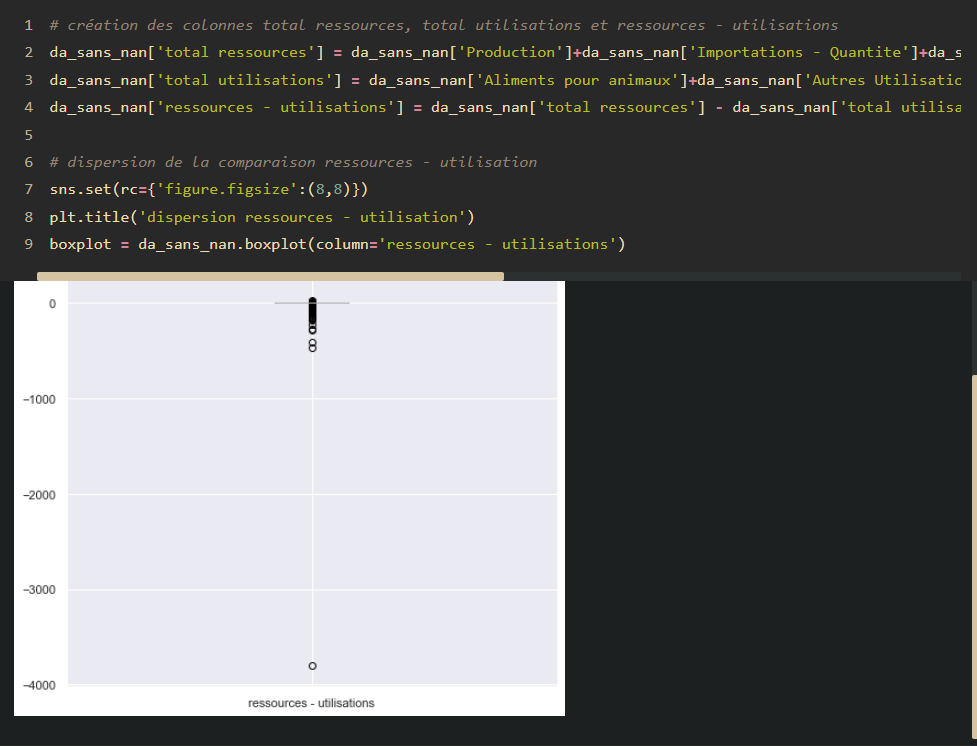 1 # création des colonnes total ressources, total utilisations et ressources - utilisations
2 da_sans_nan['total ressources'] = da_sans_nan['Production']+da_sans_nan['Importations - Quantite']+da_s
3 da_sans_nan['total utilisations'] = da_sans_nan['Aliments pour animaux']+da_sans_nan['Autres Utilisatio
4 da_sans_nan['ressources - utilisations'] = da_sans_nan['total ressources'] - da_sans_nan['total utilisa
5
6 # dispersion de la comparaison ressources - utilisation
7 sns.set(rc={'figure.figsize':(8,8)})
8 plt.title('dispersion ressources - utilisation')
9 boxplot = da_sans_nan.boxplot(column='ressources - utilisations')
0
−1000
−2000
−3000
−4000
ressources - utilisations